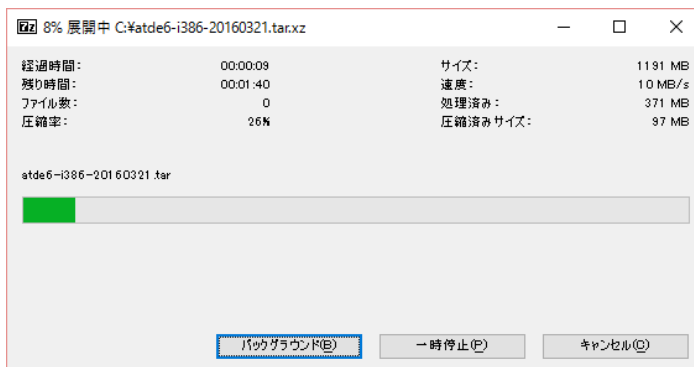 7z 8% 展開中 C:¥atde6-i386-20160321.tar.xz
経過時間: 00:00:09 サイズ: 1191 MB
残り時間: 00:01:40 速度: 10 MB/s
ファイル数: 0 処理済み: 371 MB
圧縮率: 26% 圧縮済みサイズ: 97 MB
atde6-i386-20160321.tar
バックグラウンド(B) 一時停止(P) キャンセル(C)